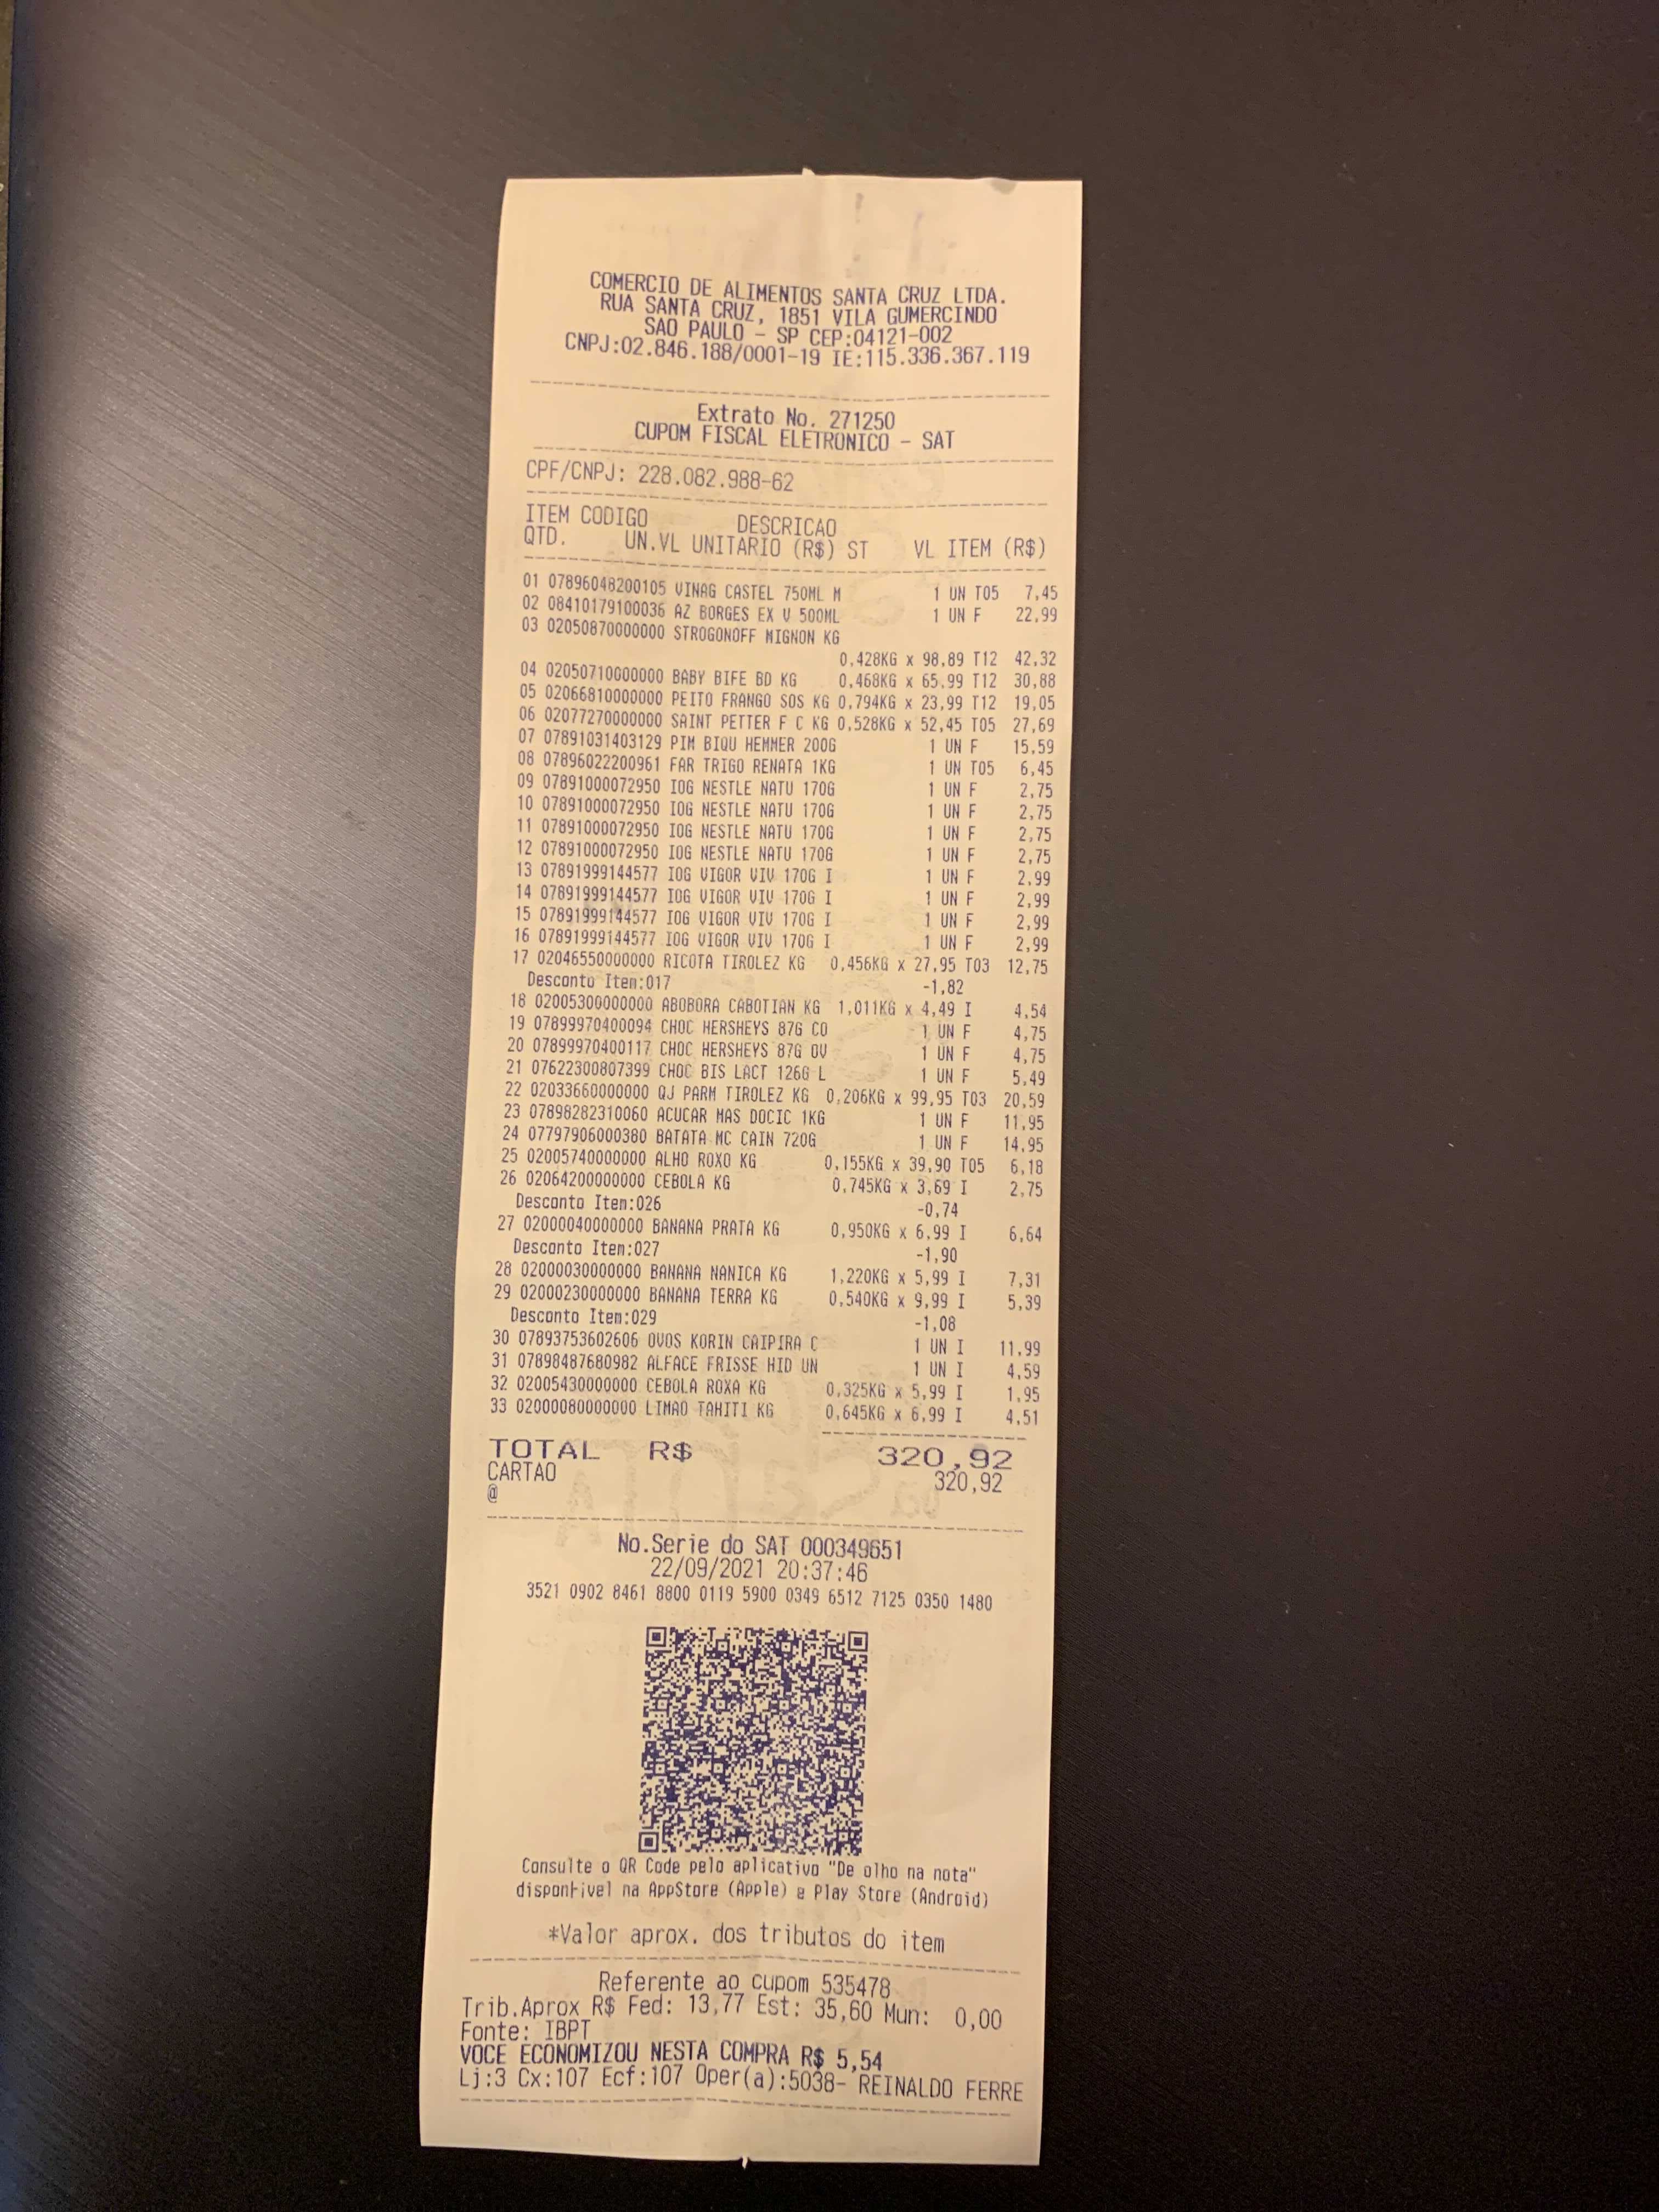 COMERCIO DE ALIMENTOS SANTA CRUZ LTDA.
RUA SANTA CRUZ, 1851 VILA GUMERCINDO
SAO PAULO - SP CEP:04121-002
CNPJ:02.846.188/0001-19 IE:115.336.367.119
Extrato No. 271250
CUPOM FISCAL ELETRONICO - SAT
CPF/CNPJ: 228.082.988-62
ITEM CODIGO DESCRICAO
QTD. UN.VL UNITARIO (R$) ST VL ITEM (R$)
01 07896048200105 VINAG CASTEL 750ML M 1 UN T05 7,45
02 08410179100036 AZ BORGES EX V 500ML 1 UN F 22,99
03 02050870000000 STROGONOFF MIGNON KG
0,428KG x 98,89 T12 42,32
04 02050710000000 BABY BIFE BD KG 0,468KG x 65,99 T12 30,88
05 02066810000000 PEITO FRANGO SOS KG 0,794KG x 23,99 T12 19,05
06 02077270000000 SAINT PETTER F C KG 0,528KG x 52,45 T05 27,69
07 07891031403129 PIM BIQU HEMMER 200G 1 UN F 15,59
08 07896022200961 FAR TRIGO RENATA 1KG 1 UN T05 6,45
09 07891000072950 IOG NESTLE NATU 170G 1 UN F 2,75
10 07891000072950 IOG NESTLE NATU 170G 1 UN F 2,75
11 07891000072950 IOG NESTLE NATU 170G 1 UN F 2,75
12 07891000072950 IOG NESTLE NATU 170G 1 UN F 2,75
13 07891999144577 IOG VIGOR VIV 170G I 1 UN F 2,99
14 07891999144577 IOG VIGOR VIV 170G I 1 UN F 2,99
15 07891999144577 IOG VIGOR VIV 170G I 1 UN F 2,99
16 07891999144577 IOG VIGOR VIV 170G I 1 UN F 2,99
17 02046550000000 RICOTA TIROLEZ KG 0,456KG x 27,95 T03 12,75
Desconto Item:017 -1,82
18 02005300000000 ABOBORA CABOTIAN KG 1,011KG x 4,49 I 4,54
19 07899970400094 CHOC HERSHEYS 87G CO 1 UN F 4,75
20 07899970400117 CHOC HERSHEYS 87G OV 1 UN F 4,75
21 07622300807399 CHOC BIS LACT 126G L 1 UN F 5,49
22 02033660000000 QJ PARM TIROLEZ KG 0,206KG x 99,95 T03 20,59
23 07898282310060 ACUCAR MAS DOCIC 1KG 1 UN F 11,95
24 07797906000380 BATATA MC CAIN 720G 1 UN F 14,95
25 02005740000000 ALHO ROXO KG 0,155KG x 39,90 T05 6,18
26 02064200000000 CEBOLA KG 0,745KG x 3,69 I 2,75
Desconto Item:026 -0,74
27 02000040000000 BANANA PRATA KG 0,950KG x 6,99 I 6,64
Desconto Item:027 -1,90
28 02000030000000 BANANA NANICA KG 1,220KG x 5,99 I 7,31
29 02000230000000 BANANA TERRA KG 0,540KG x 9,99 I 5,39
Desconto Item:029 -1,08
30 07893753602606 OVOS KORIN CAIPIRA C 1 UN I 11,99
31 07898487680982 ALFACE FRISSE HID UN 1 UN I 4,59
32 02005430000000 CEBOLA ROXA KG 0,325KG x 5,99 I 1,95
33 02000080000000 LIMAO TAHITI KG 0,645KG x 6,99 I 4,51
TOTAL R$ 320,92
CARTAO 320,92
@
No.Serie do SAT 000349651
22/09/2021 20:37:46
3521 0902 8461 8800 0119 5900 0349 6512 7125 0350 1480
Consulte o QR Code pelo aplicativo "De olho na nota"
disponível na AppStore (Apple) e Play Store (Android)
*Valor aprox. dos tributos do item
Referente ao cupom 535478
Trib.Aprox R$ Fed: 13,77 Est: 35,60 Mun: 0,00
Fonte: IBPT
VOCE ECONOMIZOU NESTA COMPRA R$ 5,54
Lj:3 Cx:107 Ecf:107 Oper(a):5038- REINALDO FERRE